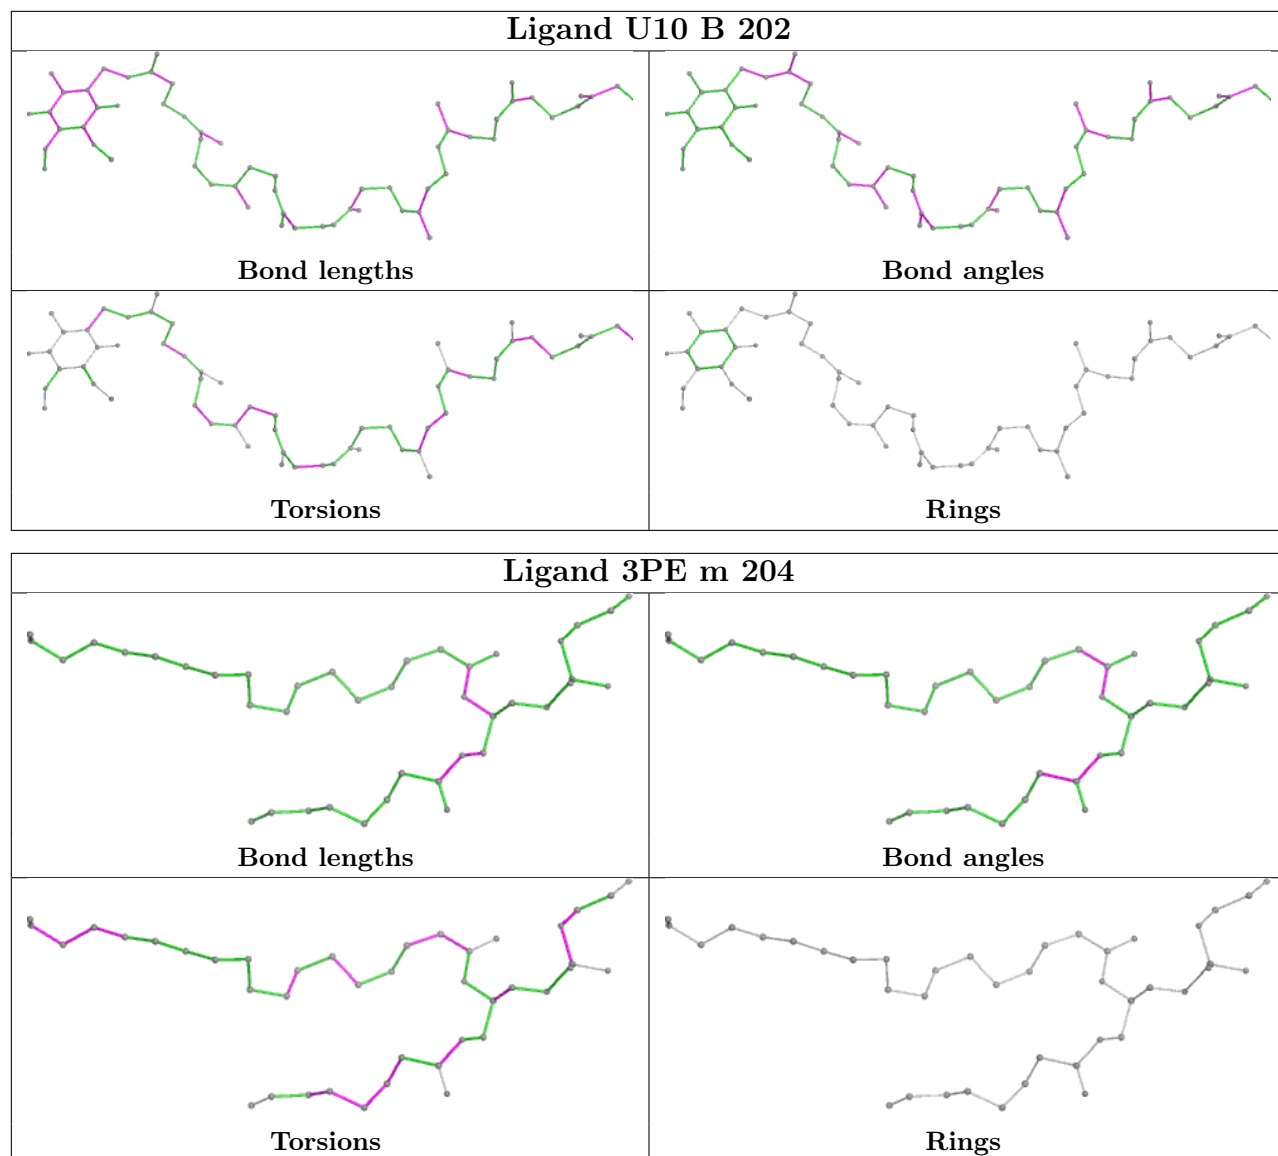 Ligand U10 B 202
Bond lengths
Bond angles
Torsions
Rings
Ligand 3PE m 204
Bond lengths
Bond angles
Torsions
Rings